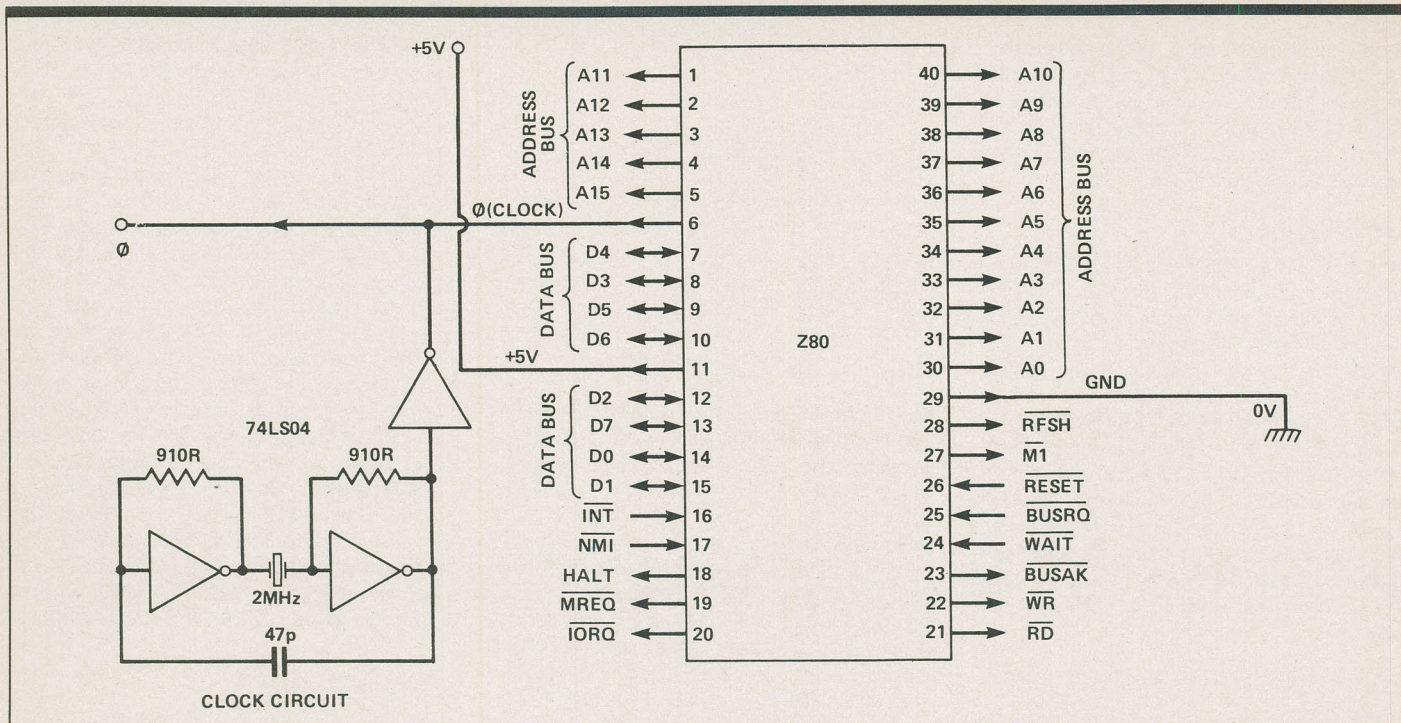 +5V
ADDRESS BUS
A11 1
A12 2
A13 3
A14 4
A15 5
Ø(CLOCK) 6
Ø
DATA BUS
D4 7
D3 8
D5 9
D6 10
+5V 11
DATA BUS
D2 12
D7 13
D0 14
D1 15
INT 16
NMI 17
HALT 18
MREQ 19
IORQ 20
Z80
40 A10
39 A9
38 A8
37 A7
36 A6
35 A5
34 A4
33 A3
32 A2
31 A1
30 A0
ADDRESS BUS
29 GND
0V
28 RFSH
27 M1
26 RESET
25 BUSRQ
24 WAIT
23 BUSAK
22 WR
21 RD
74LS04
910R 910R
2MHz
47p
CLOCK CIRCUIT